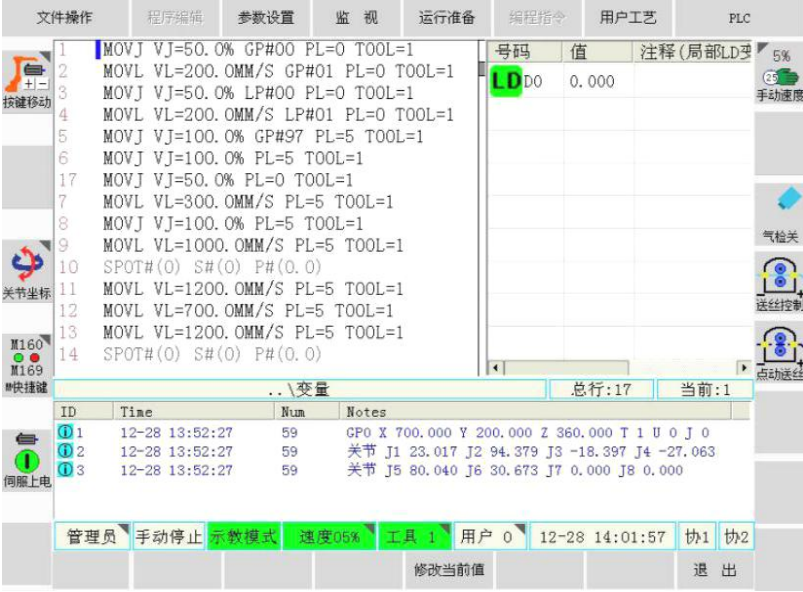 文件操作 程序编辑 参数设置 监 视 运行准备 编程指令 用户工艺 PLC
按键移动
关节坐标
M160
M169
M快捷键
伺服上电
1 MOVJ VJ=50.0% GP#00 PL=0 TOOL=1
2 MOVL VL=200.0MM/S GP#01 PL=0 TOOL=1
3 MOVJ VJ=50.0% LP#00 PL=0 TOOL=1
4 MOVL VL=200.0MM/S LP#01 PL=0 TOOL=1
5 MOVJ VJ=100.0% GP#97 PL=5 TOOL=1
6 MOVJ VJ=100.0% PL=5 TOOL=1
17 MOVJ VJ=50.0% PL=0 TOOL=1
7 MOVL VL=300.0MM/S PL=5 TOOL=1
8 MOVJ VJ=100.0% PL=5 TOOL=1
9 MOVL VL=1000.0MM/S PL=5 TOOL=1
10 SPOT#(0) S#(0) P#(0.0)
11 MOVL VL=1200.0MM/S PL=5 TOOL=1
12 MOVL VL=700.0MM/S PL=5 TOOL=1
13 MOVL VL=1200.0MM/S PL=5 TOOL=1
14 SPOT#(0) S#(0) P#(0.0)
号码 值 注释(局部LD变
LD D0 0.000
5%
25
手动速度
气检关
送丝控制
点动送丝
..\变量 总行:17 当前:1
ID Time Num Notes
1 12-28 13:52:27 59 GP0 X 700.000 Y 200.000 Z 360.000 T 1 U 0 J 0
2 12-28 13:52:27 59 关节 J1 23.017 J2 94.379 J3 -18.397 J4 -27.063
3 12-28 13:52:27 59 关节 J5 80.040 J6 30.673 J7 0.000 J8 0.000
管理员 手动停止 示教模式 速度05% 工具 1 用户 0 12-28 14:01:57 协1 协2
修改当前值 退 出